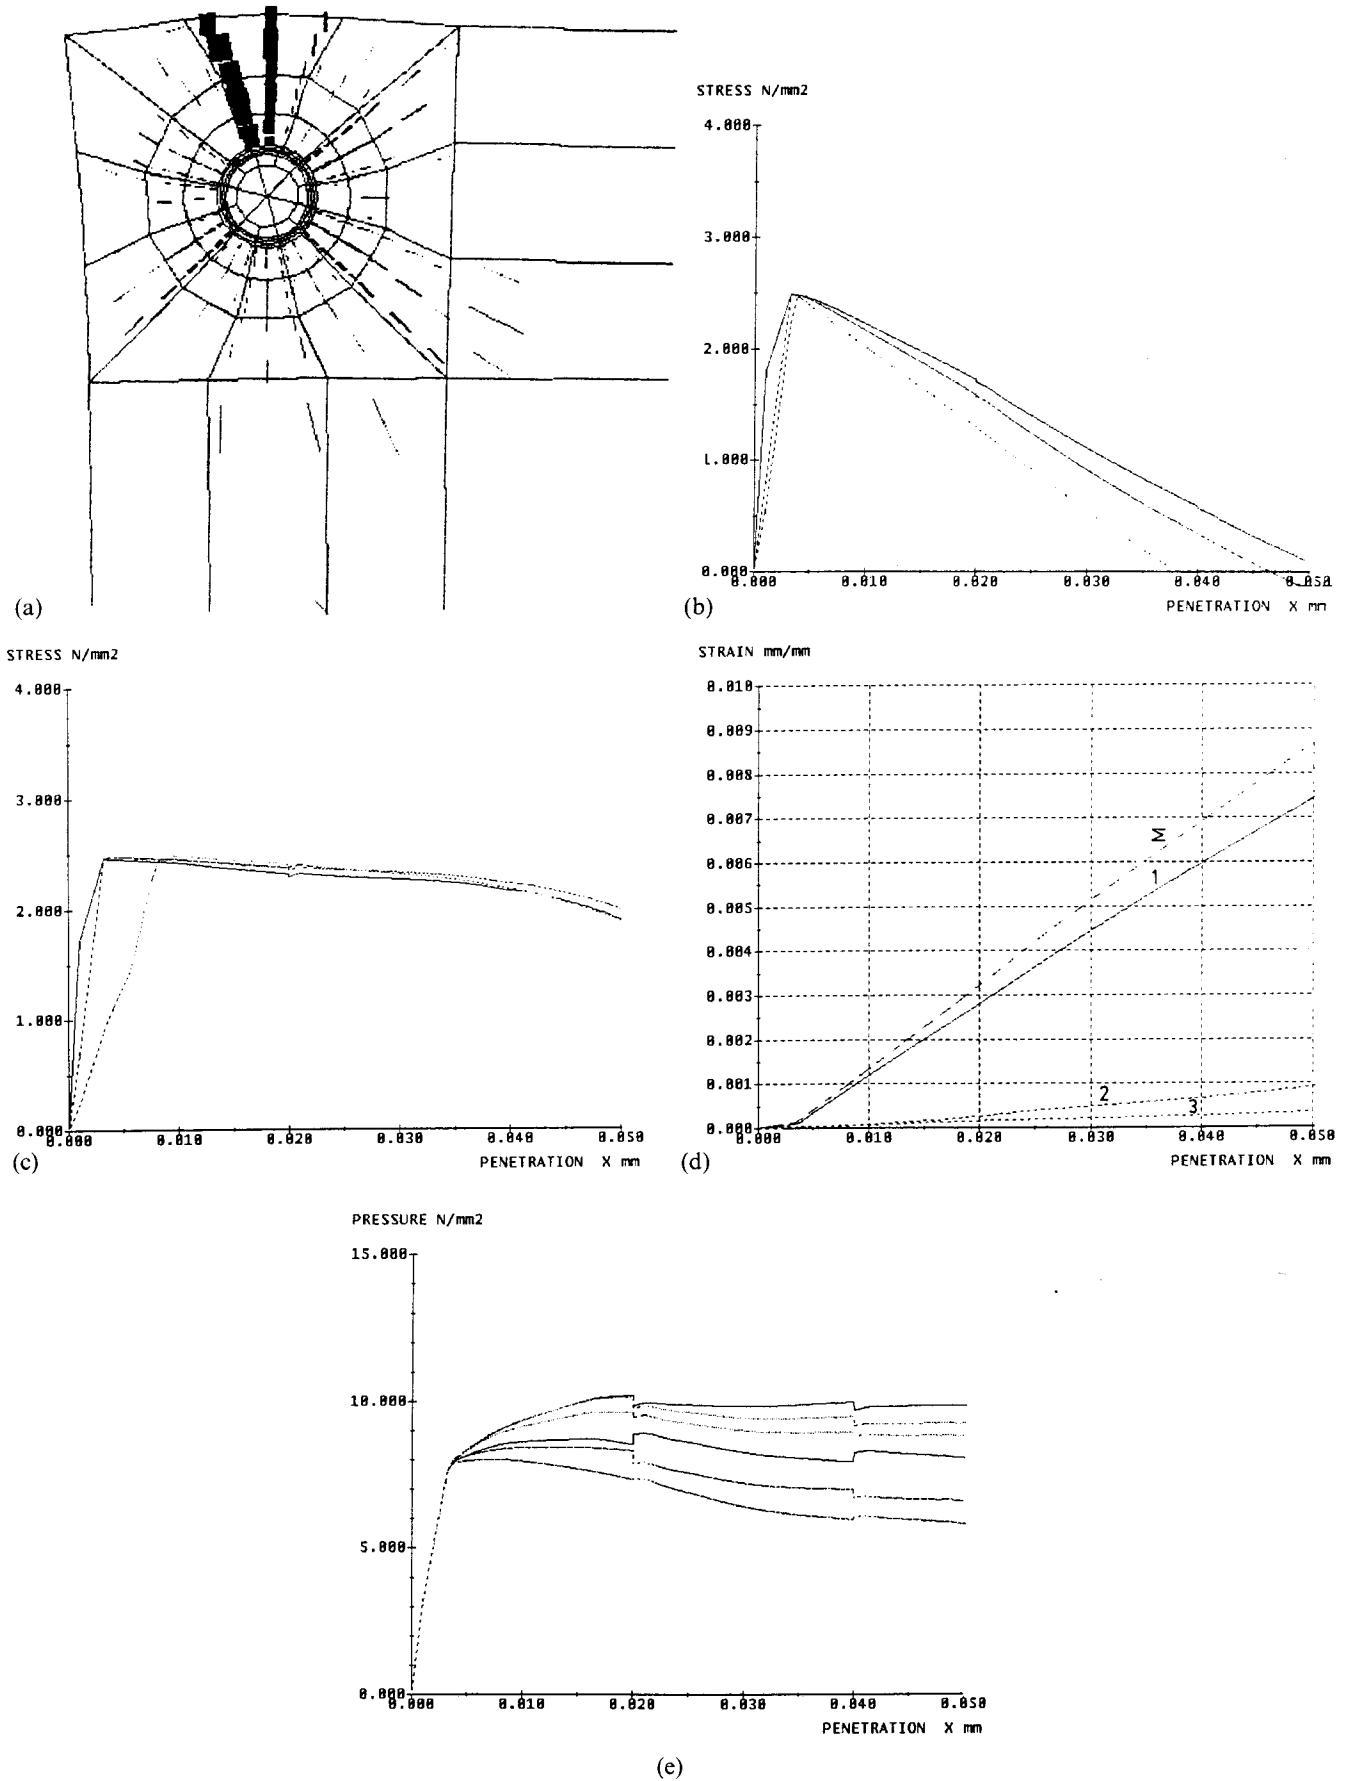 (a)
STRESS N/mm2
4.000
3.000
2.000
1.000
0.000
0.000 0.010 0.020 0.030 0.040 0.050
PENETRATION X mm
(b)
STRESS N/mm2
4.000
3.000
2.000
1.000
0.000
0.000 0.010 0.020 0.030 0.040 0.050
PENETRATION X mm
(c)
STRAIN mm/mm
0.010
0.009
0.008
0.007
0.006
0.005
0.004
0.003
0.002
0.001
0.000
M
1
2
3
0.000 0.010 0.020 0.030 0.040 0.050
PENETRATION X mm
(d)
PRESSURE N/mm2
15.000
10.000
5.000
0.000
0.000 0.010 0.020 0.030 0.040 0.050
PENETRATION X mm
(e)